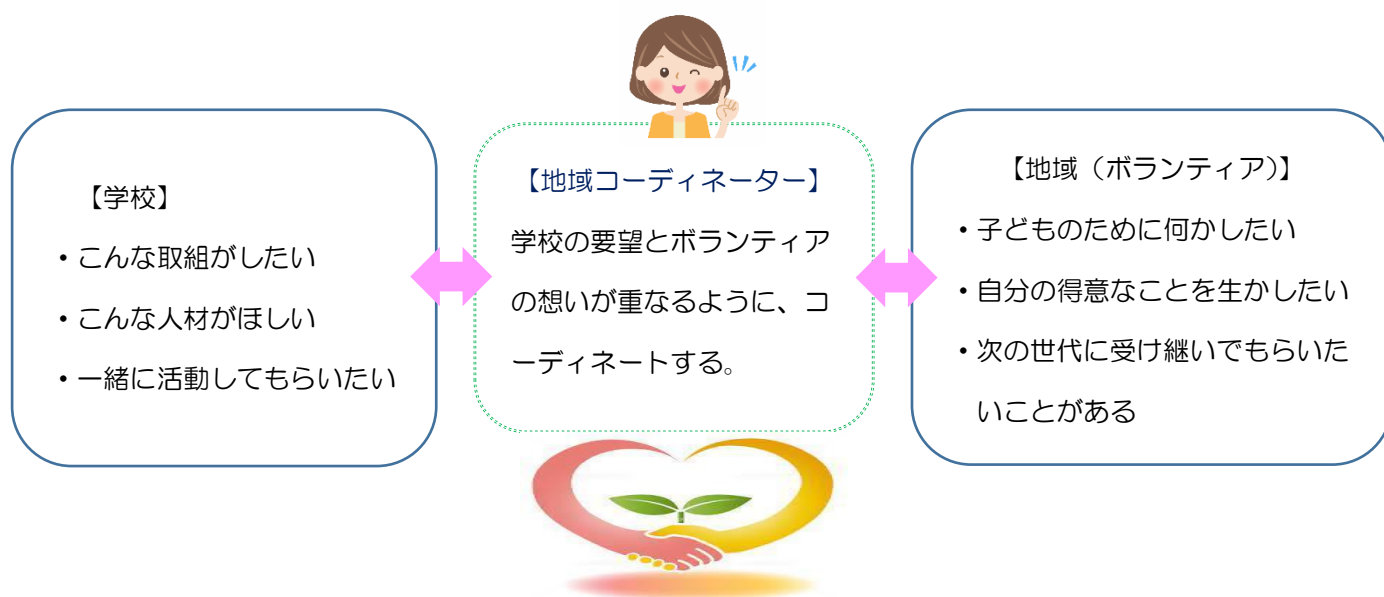 【学校】
・こんな取組がしたい
・こんな人材がほしい
・一緒に活動してもらいたい
【地域コーディネーター】
学校の要望とボランティア
の想いが重なるように、コ
ーディネートする。
【地域（ボランティア）】
・子どものために何かしたい
・自分の得意なことを生かしたい
・次の世代に受け継いでもらいた
いことがある